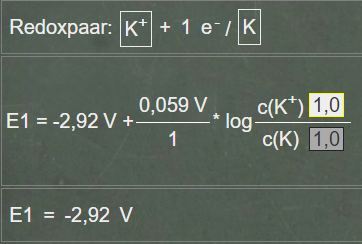 Redoxpaar: K⁺ + 1 e⁻ / K
E1 = -2,92 V + 0,059 V / 1 * log c(K⁺) 1,0 / c(K) 1,0
E1 = -2,92 V